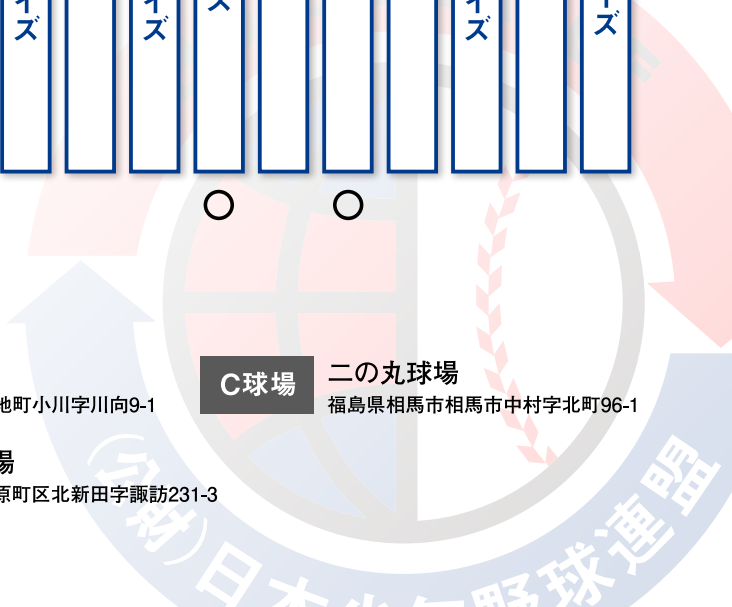 イズ
イズ
ス
イズ
ーズ
〇 〇
C球場
二の丸球場
地町小川字川向9-1
福島県相馬市相馬市中村字北町96-1
場
原町区北新田字諏訪231-3
(公財)日本少年野球連盟